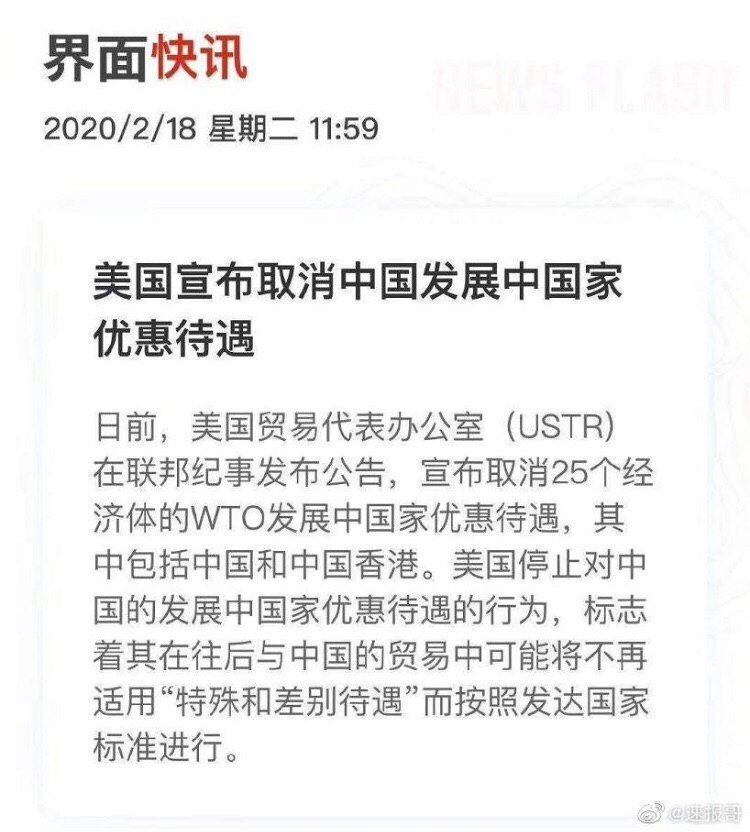 界面快讯
NEWS FLASH
2020/2/18 星期二 11:59
美国宣布取消中国发展中国家
优惠待遇
日前，美国贸易代表办公室（USTR）
在联邦纪事发布公告，宣布取消25个经
济体的WTO发展中国家优惠待遇，其
中包括中国和中国香港。美国停止对中
国的发展中国家优惠待遇的行为，标志
着其在往后与中国的贸易中可能将不再
适用“特殊和差别待遇”而按照发达国家
标准进行。
@速报哥